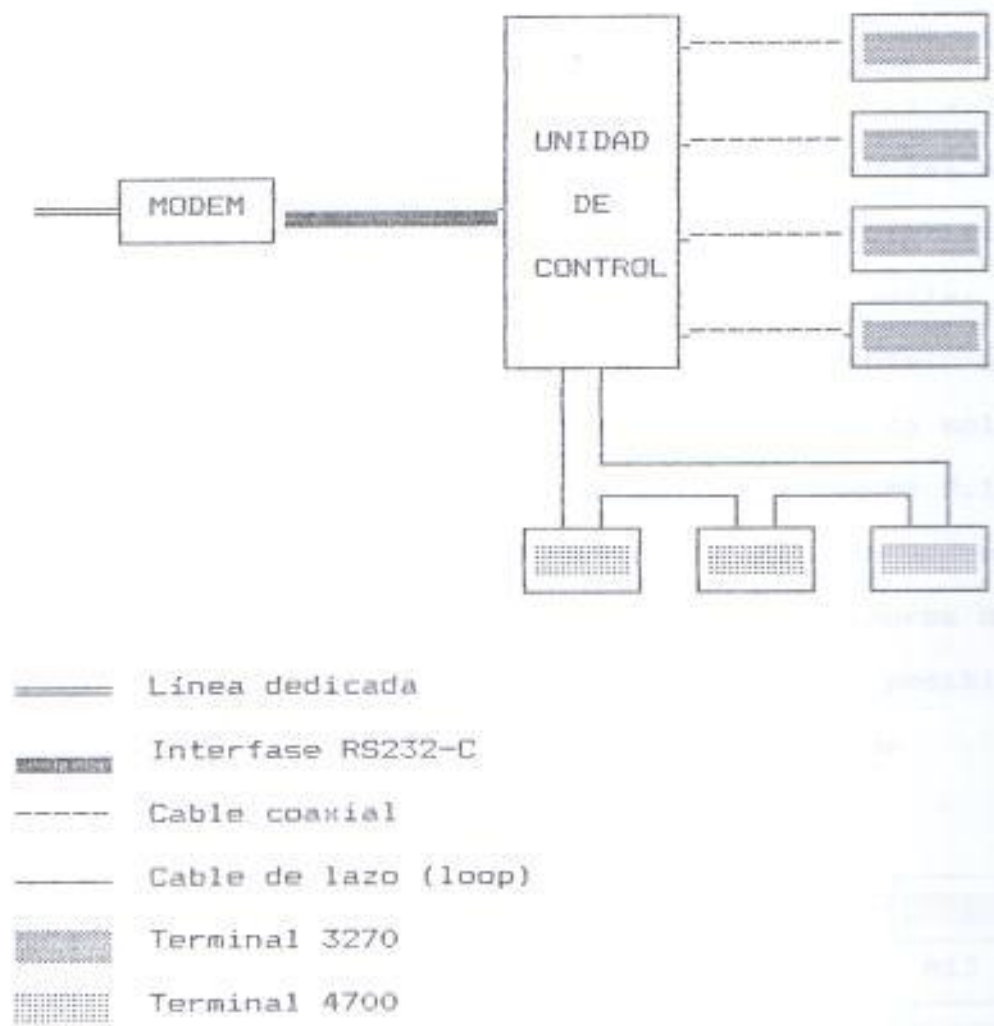 UNIDAD
MODEM
DE
CONTROL
Línea dedicada
Interfase RS232-C
Cable coaxial
Cable de lazo (loop)
Terminal 3270
Terminal 4700